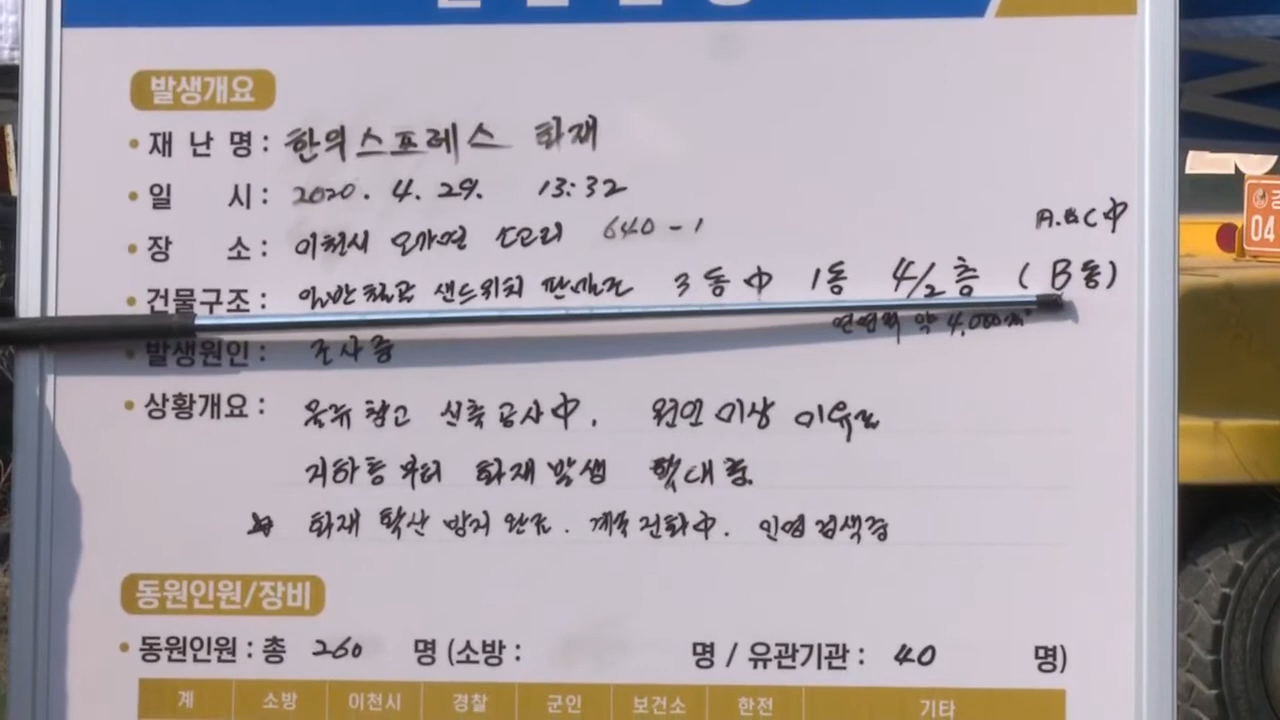 발생개요
• 재난명: 한익스프레스 화재
• 일 시: 2020. 4. 29. 13:32
• 장 소: 이천시 모가면 소고리 640-1
A.B.C中
• 건물구조: 일반철골 샌드위치 판넬조 3동中 1동 4/2층 (B동)
연면적 약 4,000㎡
• 발생원인: 조사중
• 상황개요: 물류창고 신축공사中. 원인 미상 이유로
지하층부터 화재발생 확대중.
화재 확산 방지 완료. 계속 진화中. 인명검색중
동원인원/장비
• 동원인원: 총 260 명 (소방: 명 / 유관기관: 40 명)
계 소방 이천시 경찰 군인 보건소 한전 기타
04